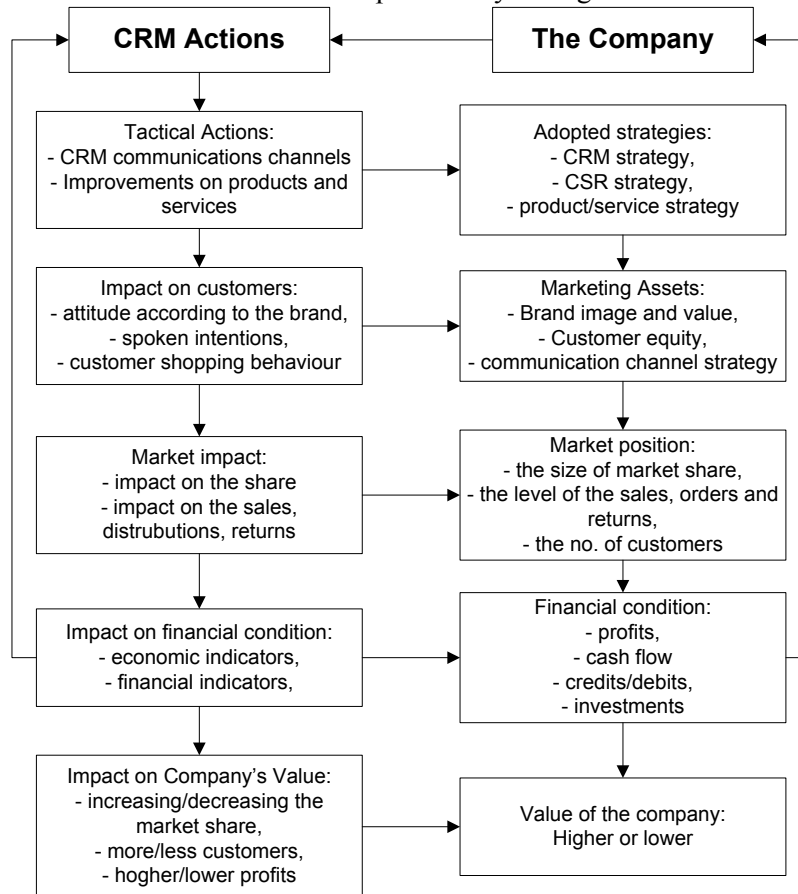 CRM Actions
The Company
Tactical Actions:
- CRM communications channels
- Improvements on products and
services
Adopted strategies:
- CRM strategy,
- CSR strategy,
- product/service strategy
Impact on customers:
- attitude according to the brand,
- spoken intentions,
- customer shopping behaviour
Marketing Assets:
- Brand image and value,
- Customer equity,
- communication channel strategy
Market impact:
- impact on the share
- impact on the sales,
distrubutions, returns
Market position:
- the size of market share,
- the level of the sales, orders and
returns,
- the no. of customers
Impact on financial condition:
- economic indicators,
- financial indicators,
Financial condition:
- profits,
- cash flow
- credits/debits,
- investments
Impact on Company's Value:
- increasing/decreasing the
market share,
- more/less customers,
- hogher/lower profits
Value of the company:
Higher or lower